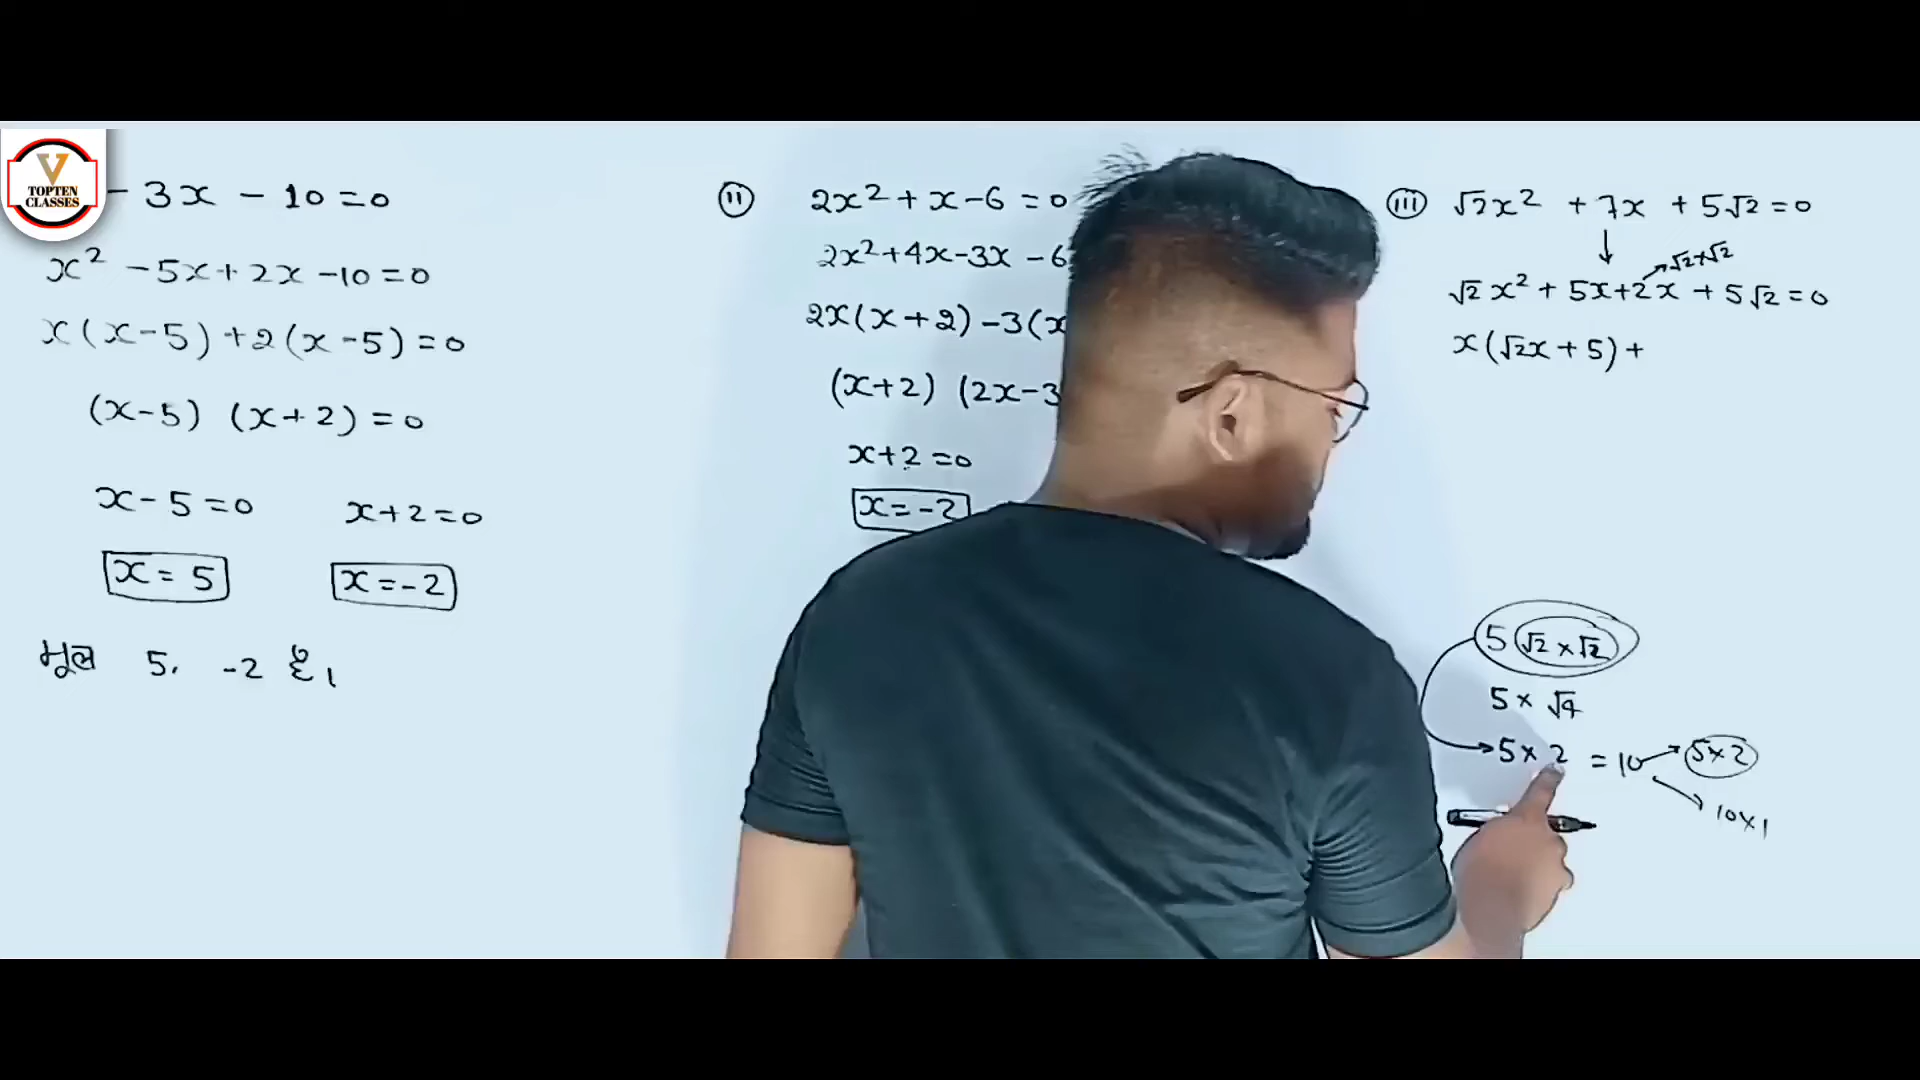 TOPTEN
CLASSES
- 3x - 10 = 0
x² - 5x + 2x - 10 = 0
x(x - 5) + 2(x - 5) = 0
(x - 5) (x + 2) = 0
x - 5 = 0 x + 2 = 0
x = 5 x = -2
मूल 5, -2 है।
(ii) 2x² + x - 6 = 0
2x² + 4x - 3x - 6
2x(x + 2) - 3(x
(x + 2) (2x - 3
x + 2 = 0
x = -2
(iii) √2x² + 7x + 5√2 = 0
√2×√2
√2x² + 5x + 2x + 5√2 = 0
x(√2x + 5) +
5 √2 × √2
5 × √4
5 × 2 = 10 5×2
10×1